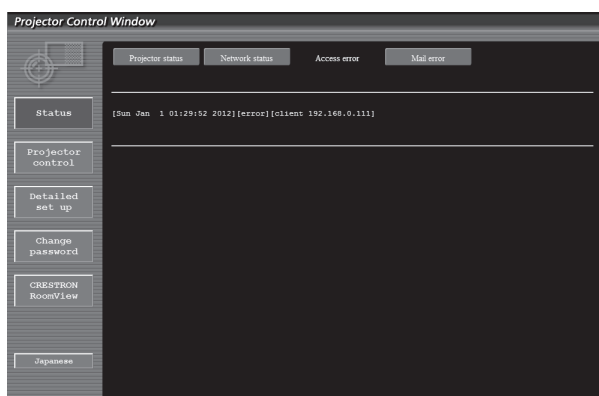 Projector Control Window
Projector status
Network status
Access error
Mail error
Status
[Sun Jan 1 01:29:52 2012][error][client 192.168.0.111]
Projector
control
Detailed
set up
Change
password
CRESTRON
RoomView
Japanese